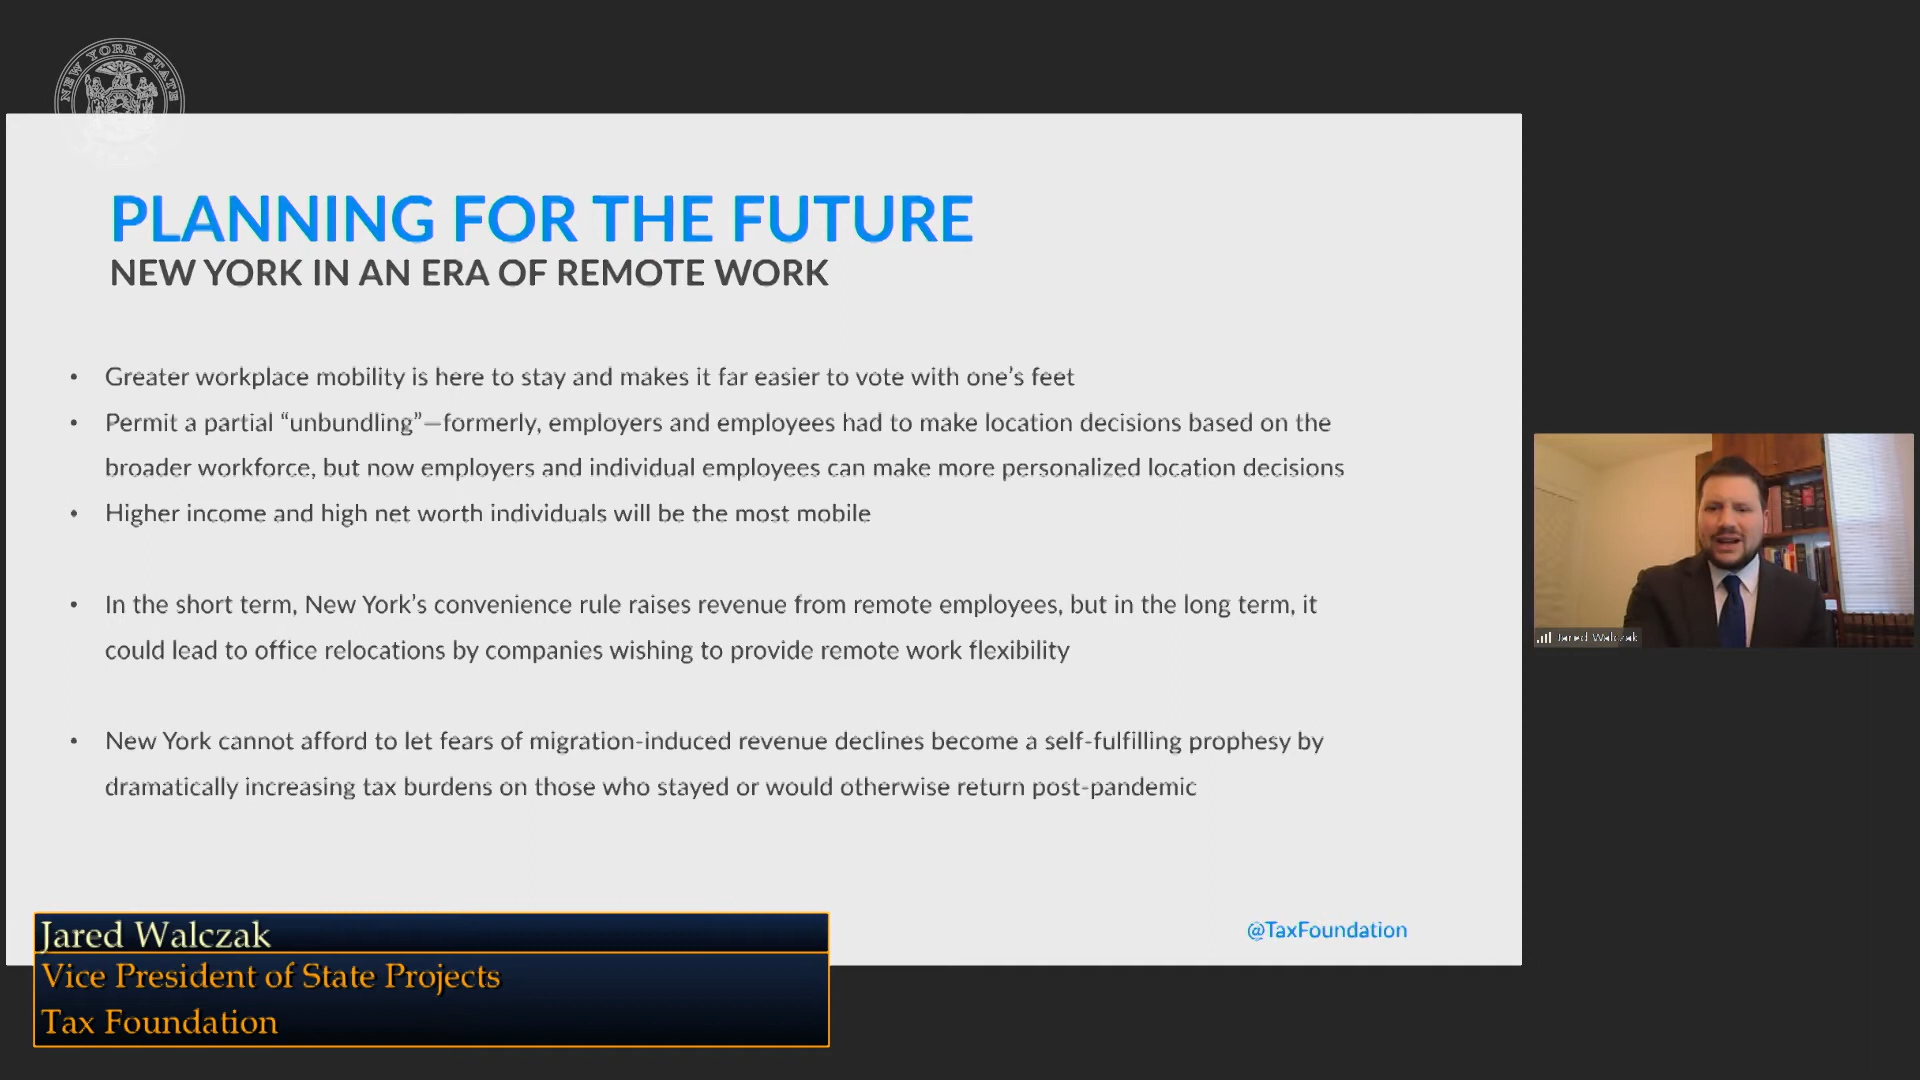 NEW YORK STATE
PLANNING FOR THE FUTURE
NEW YORK IN AN ERA OF REMOTE WORK
• Greater workplace mobility is here to stay and makes it far easier to vote with one’s feet
• Permit a partial “unbundling”—formerly, employers and employees had to make location decisions based on the
broader workforce, but now employers and individual employees can make more personalized location decisions
• Higher income and high net worth individuals will be the most mobile
• In the short term, New York’s convenience rule raises revenue from remote employees, but in the long term, it
could lead to office relocations by companies wishing to provide remote work flexibility
• New York cannot afford to let fears of migration-induced revenue declines become a self-fulfilling prophesy by
dramatically increasing tax burdens on those who stayed or would otherwise return post-pandemic
@TaxFoundation
Jared Walczak
Jared Walczak
Vice President of State Projects
Tax Foundation